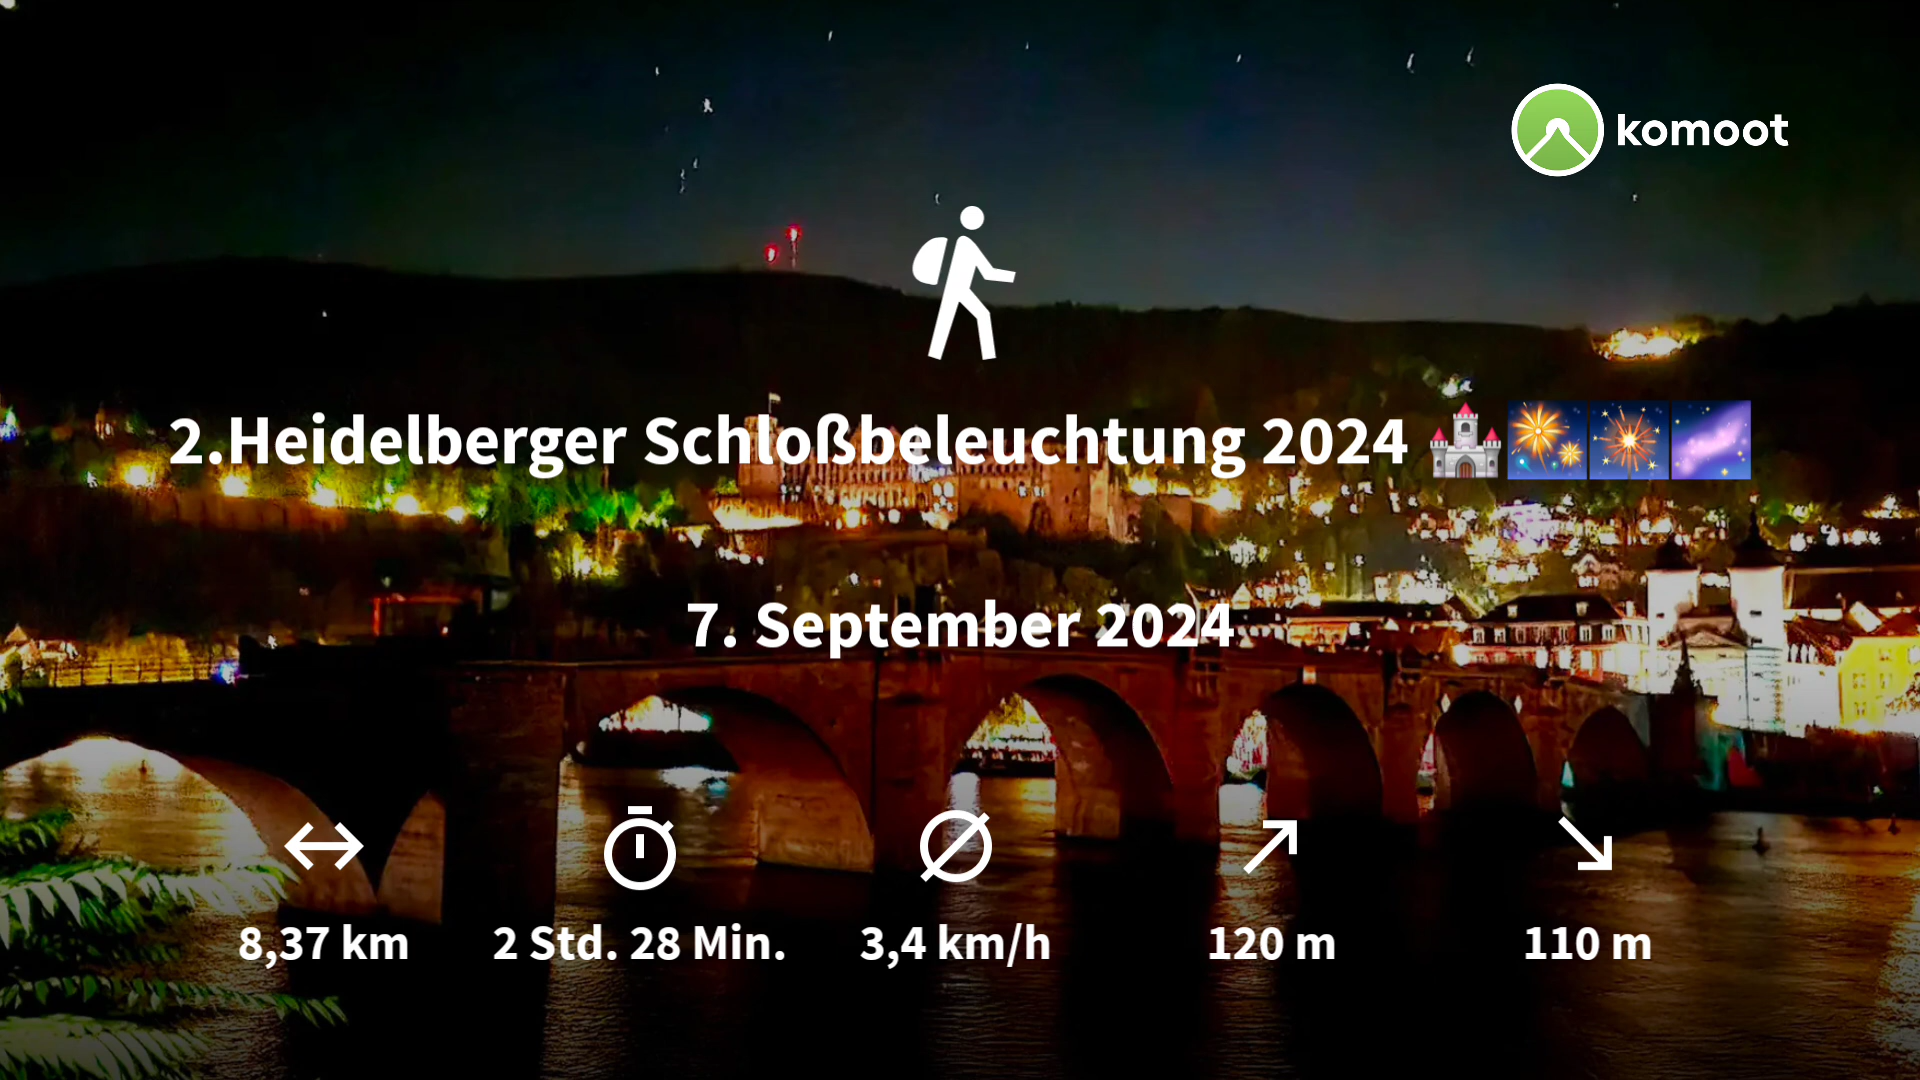 komoot
2.Heidelberger Schloßbeleuchtung 2024 🏰🎆🎇🌌
7. September 2024
8,37 km 2 Std. 28 Min. 3,4 km/h 120 m 110 m